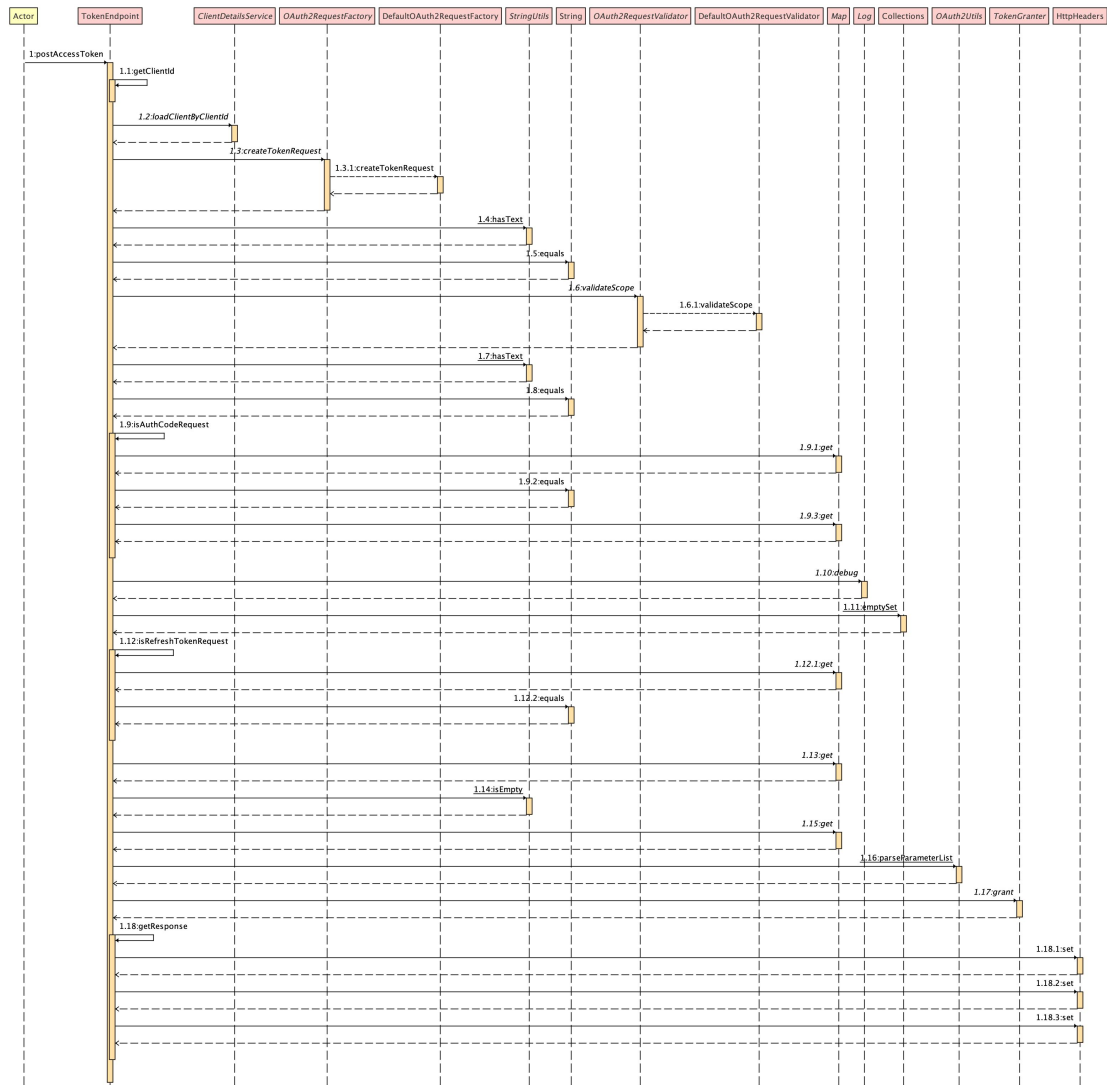 Actor
TokenEndpoint
ClientDetailsService
OAuth2RequestFactory
DefaultOAuth2RequestFactory
StringUtils
String
OAuth2RequestValidator
DefaultOAuth2RequestValidator
Map
Log
Collections
OAuth2Utils
TokenGranter
HttpHeaders
1:postAccessToken
1.1:getClientId
1.2:loadClientByClientId
1.3:createTokenRequest
1.3.1:createTokenRequest
1.4:hasText
1.5:equals
1.6:validateScope
1.6.1:validateScope
1.7:hasText
1.8:equals
1.9:isAuthCodeRequest
1.9.1:get
1.9.2:equals
1.9.3:get
1.10:debug
1.11:emptySet
1.12:isRefreshTokenRequest
1.12.1:get
1.12.2:equals
1.13:get
1.14:isEmpty
1.15:get
1.16:parseParameterList
1.17:grant
1.18:getResponse
1.18.1:set
1.18.2:set
1.18.3:set